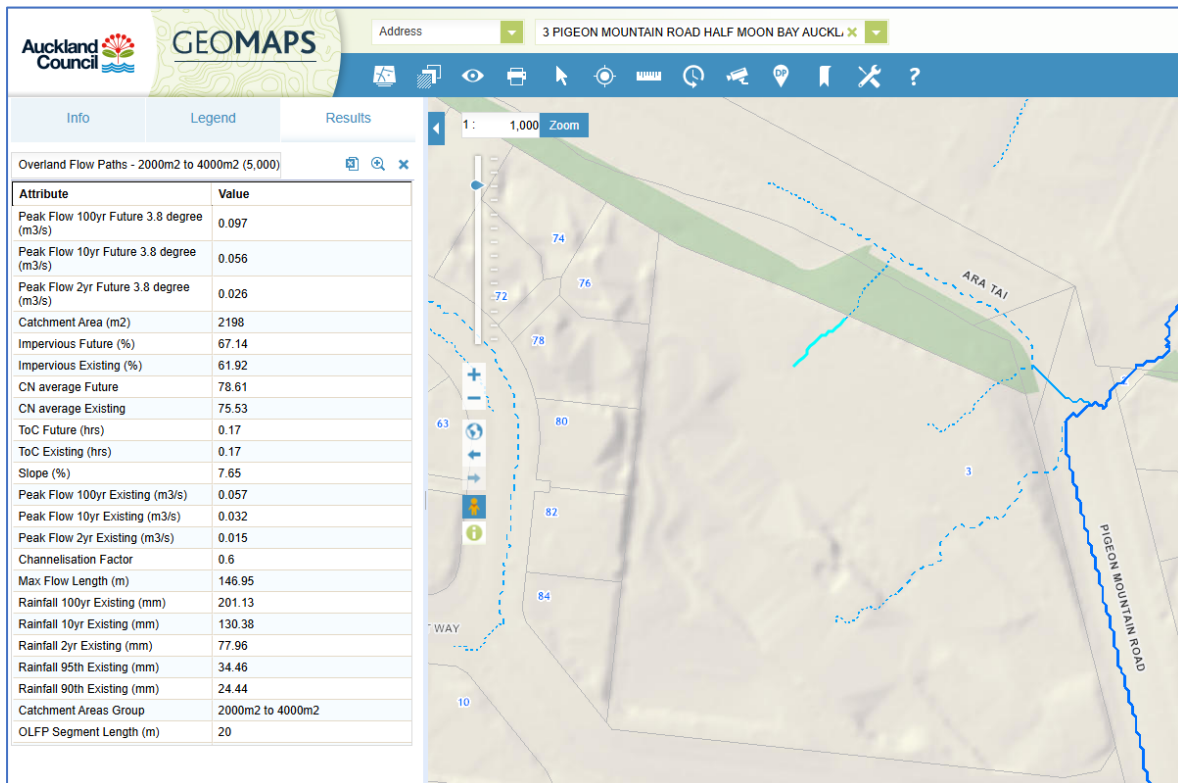 Auckland
Council
GEOMAPS
Address
3 PIGEON MOUNTAIN ROAD HALF MOON BAY AUCKL
DP
?
Info
Legend
Results
1 :
1,000
Zoom
Overland Flow Paths - 2000m2 to 4000m2 (5,000)
Attribute Value
Peak Flow 100yr Future 3.8 degree
(m3/s)
0.097
Peak Flow 10yr Future 3.8 degree
(m3/s)
0.056
Peak Flow 2yr Future 3.8 degree
(m3/s)
0.026
Catchment Area (m2) 2198
Impervious Future (%) 67.14
Impervious Existing (%) 61.92
CN average Future 78.61
CN average Existing 75.53
ToC Future (hrs) 0.17
ToC Existing (hrs) 0.17
Slope (%) 7.65
Peak Flow 100yr Existing (m3/s) 0.057
Peak Flow 10yr Existing (m3/s) 0.032
Peak Flow 2yr Existing (m3/s) 0.015
Channelisation Factor 0.6
Max Flow Length (m) 146.95
Rainfall 100yr Existing (mm) 201.13
Rainfall 10yr Existing (mm) 130.38
Rainfall 2yr Existing (mm) 77.96
Rainfall 95th Existing (mm) 34.46
Rainfall 90th Existing (mm) 24.44
Catchment Areas Group 2000m2 to 4000m2
OLFP Segment Length (m) 20
74
76
72
78
63
80
82
84
10
3
T WAY
ARA TAI
PIGEON MOUNTAIN ROAD